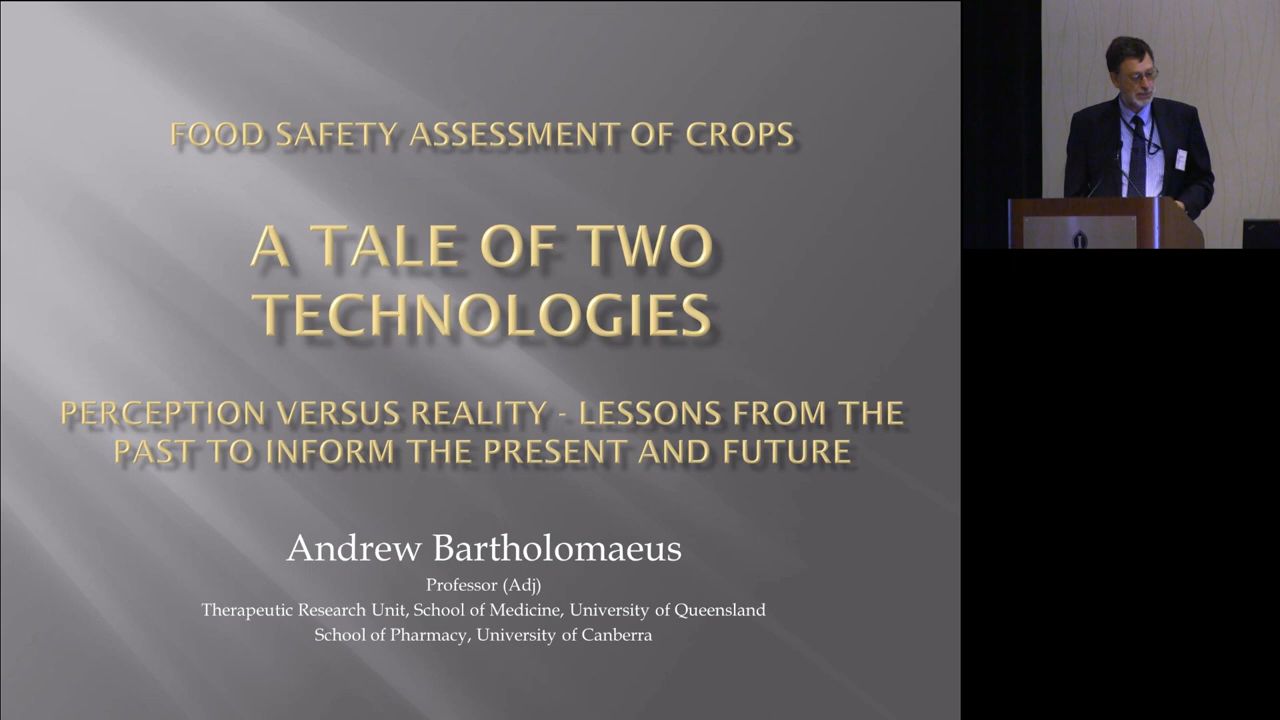 FOOD SAFETY ASSESSMENT OF CROPS
A TALE OF TWO
TECHNOLOGIES
PERCEPTION VERSUS REALITY - LESSONS FROM THE
PAST TO INFORM THE PRESENT AND FUTURE
Andrew Bartholomaeus
Professor (Adj)
Therapeutic Research Unit, School of Medicine, University of Queensland
School of Pharmacy, University of Canberra